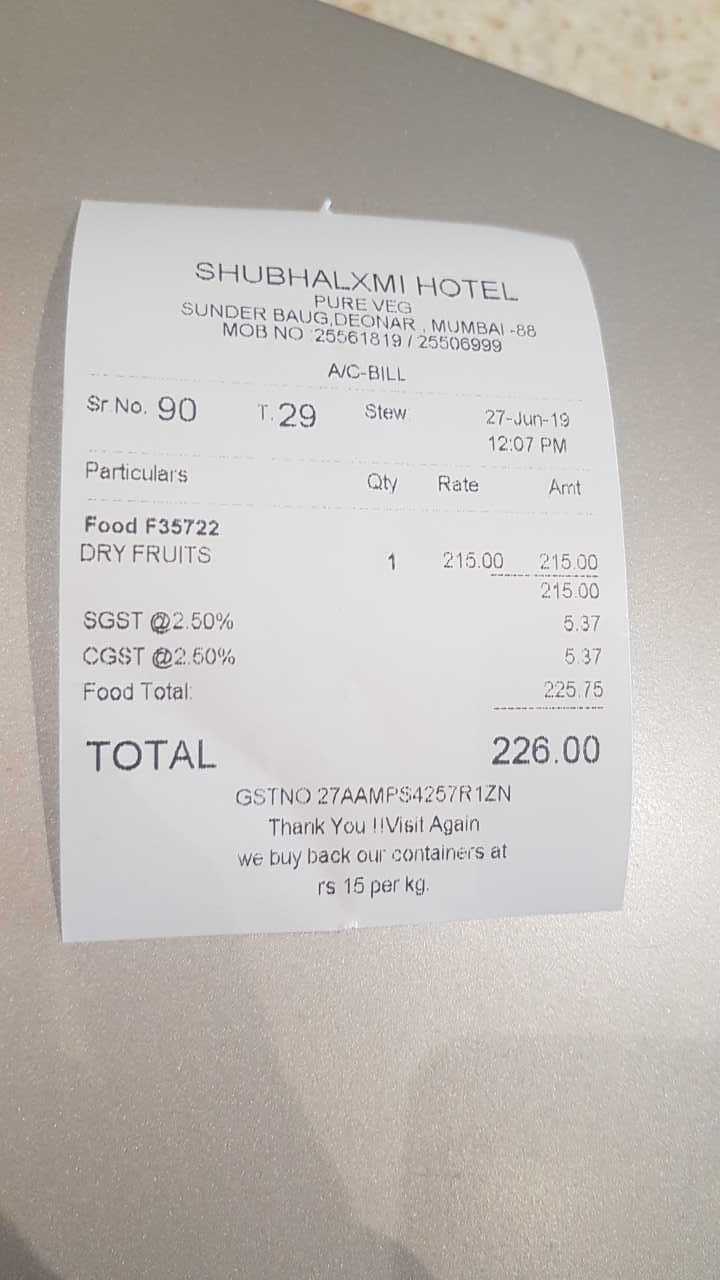 SHUBHALXMI HOTEL
PURE VEG
SUNDER BAUG,DEONAR , MUMBAI -88
MOB NO :25561819 / 25506999
A/C-BILL
Sr No. 90 T. 29 Stew 27-Jun-19
12:07 PM
Particulars Qty Rate Amt
Food F35722
DRY FRUITS 1 215.00 215.00
215.00
SGST @2.50% 5.37
CGST @2.50% 5.37
Food Total: 225.75
TOTAL 226.00
GSTNO 27AAMPS4257R1ZN
Thank You !!Visit Again
we buy back our containers at
rs 15 per kg.